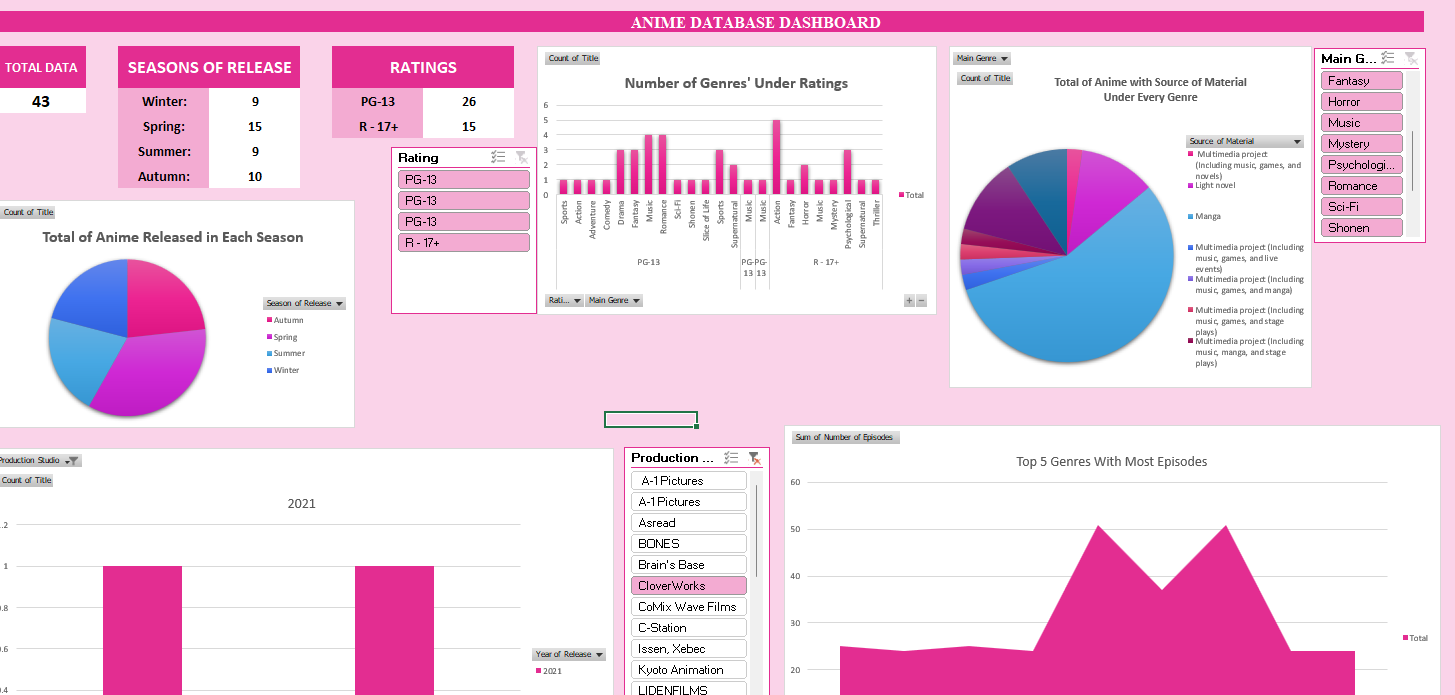 ANIME DATABASE DASHBOARD
TOTAL DATA
43
SEASONS OF RELEASE
Winter: 9
Spring: 15
Summer: 9
Autumn: 10
RATINGS
PG-13 26
R - 17+ 15
Rating
PG-13
PG-13
PG-13
R - 17+
Count of Title
Number of Genres' Under Ratings
6
5
4
3
2
1
0
Sports
Action
Adventure
Comedy
Drama
Fantasy
Music
Romance
Sci-Fi
Shonen
Slice of Life
Sports
Supernatural
Music
Music
Action
Fantasy
Horror
Music
Mystery
Psychological
Supernatural
Thriller
PG-13
PG-
13
PG-
13
R - 17+
Total
Rati...
Main Genre
+ −
Main Genre
Count of Title
Total of Anime with Source of Material
Under Every Genre
Source of Material
Multimedia project
(Including music, games, and
novels)
Light novel
Manga
Multimedia project (Including
music, games, and live
events)
Multimedia project (Including
music, games, and manga)
Multimedia project (Including
music, games, and stage
plays)
Multimedia project (Including
music, manga, and stage
plays)
Main G...
Fantasy
Horror
Music
Mystery
Psychologi...
Romance
Sci-Fi
Shonen
Count of Title
Total of Anime Released in Each Season
Season of Release
Autumn
Spring
Summer
Winter
Production Studio
Count of Title
2021
.2
1
0.8
0.6
0.4
Year of Release
2021
Production ...
A-1 Pictures
A-1 Pictures
Asread
BONES
Brain's Base
CloverWorks
CoMix Wave Films
C-Station
Issen, Xebec
Kyoto Animation
LIDENFILMS
Sum of Number of Episodes
Top 5 Genres With Most Episodes
60
50
40
30
20
Total